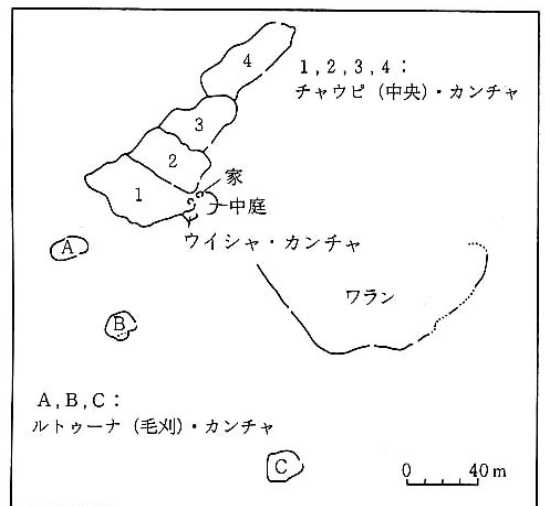 4
3
2
1
1,2,3,4:
チャウピ(中央)・カンチャ
家
中庭
ウイシャ・カンチャ
A
ワラン
B
A,B,C:
ルトゥーナ(毛刈)・カンチャ
C
0 40m